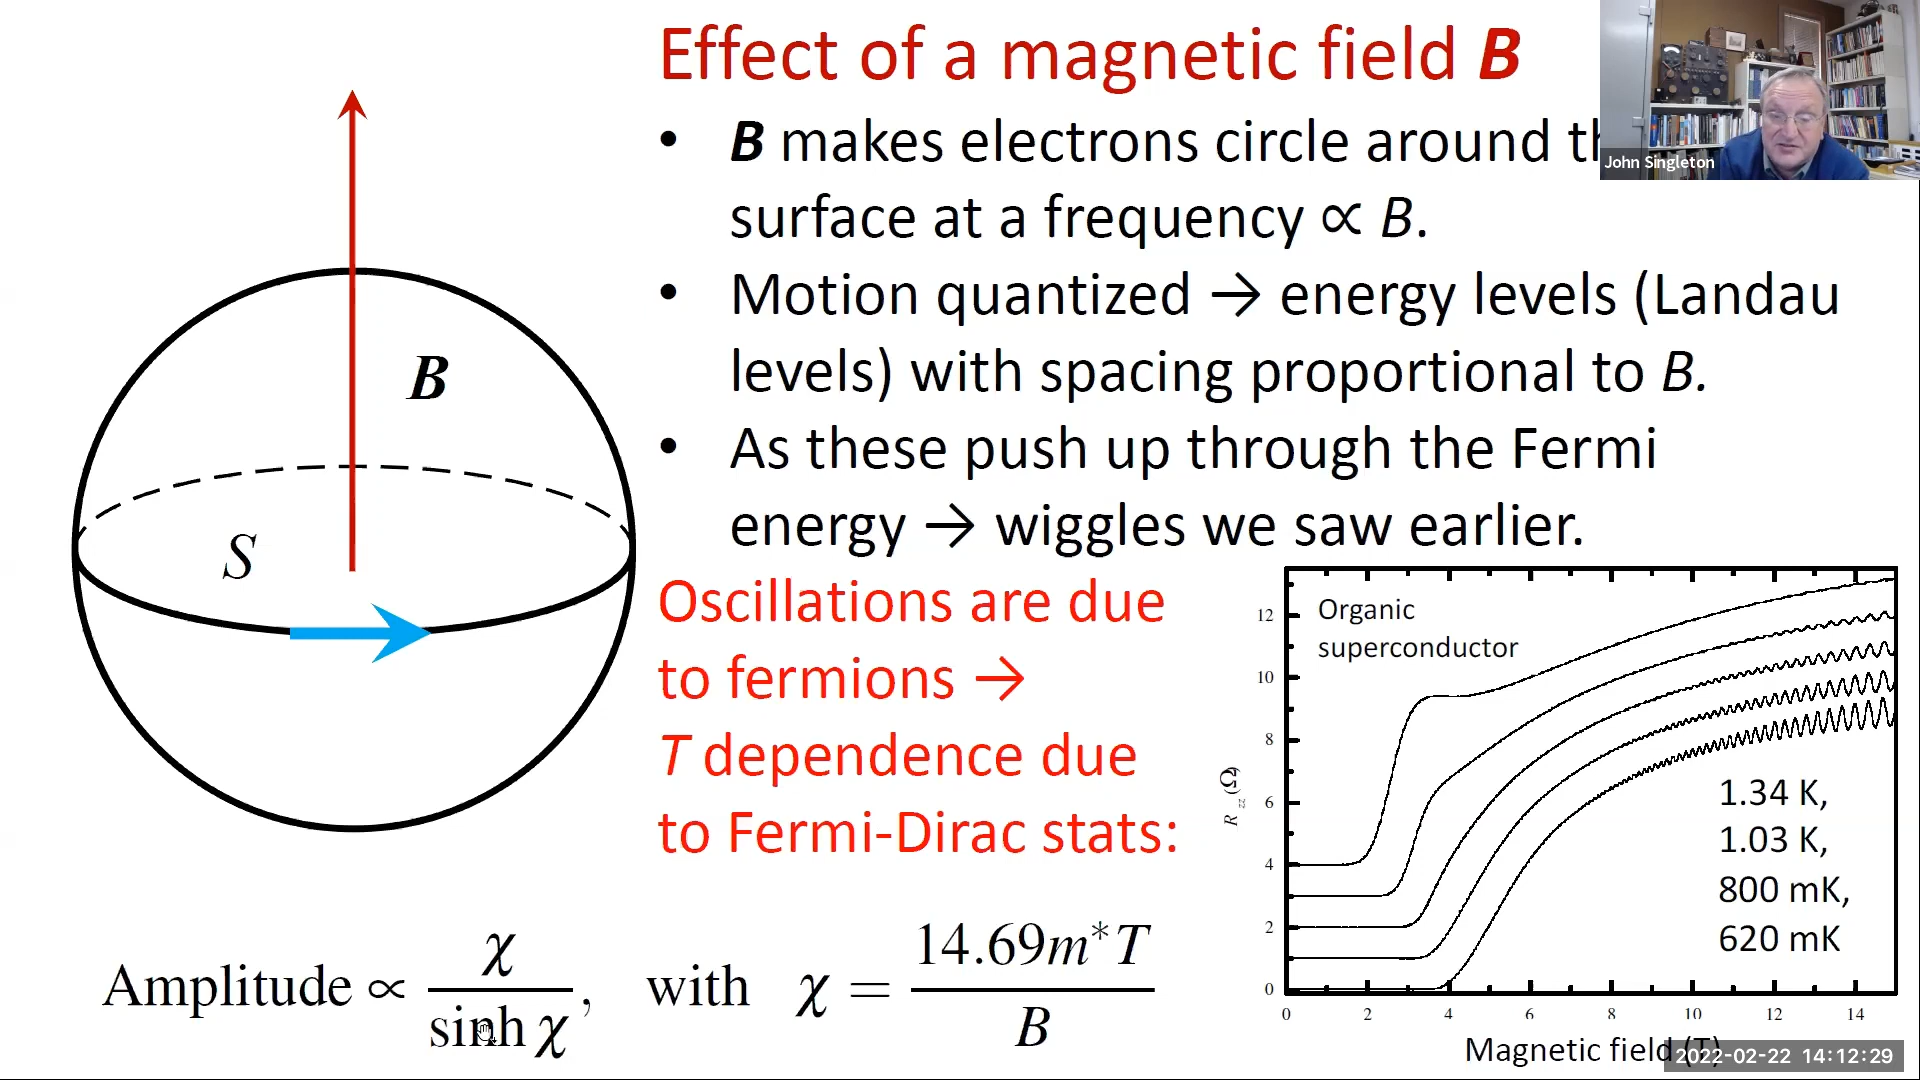 Effect of a magnetic field B
• B makes electrons circle around th
surface at a frequency ∝ B.
• Motion quantized → energy levels (Landau
levels) with spacing proportional to B.
• As these push up through the Fermi
energy → wiggles we saw earlier.
Oscillations are due
to fermions →
T dependence due
to Fermi-Dirac stats:
Amplitude ∝ χ / sinh χ, with χ = 14.69m*T / B
B
S
John Singleton
Organic
superconductor
1.34 K,
1.03 K,
800 mK,
620 mK
R_zz (Ω)
12
10
8
6
4
2
0
0 2 4 6 8 10 12 14
Magnetic field (T)
2022-02-22 14:12:29